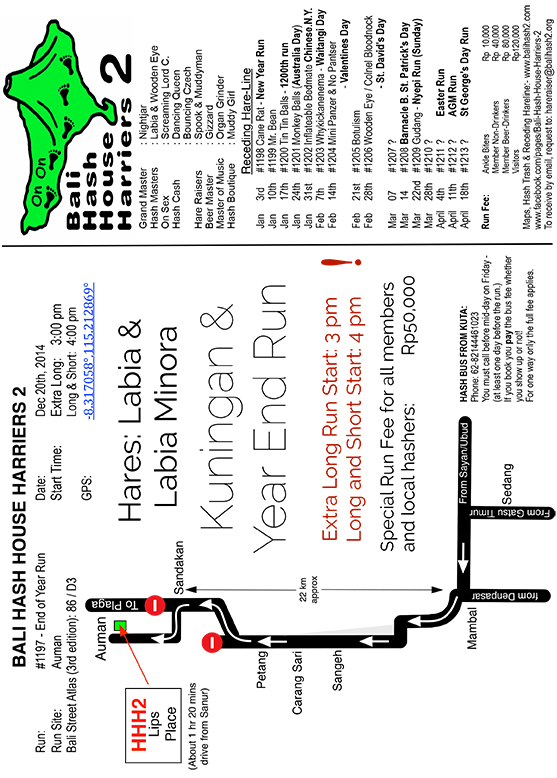 BALI HASH HOUSE HARRIERS 2
Run: #1197 - End of Year Run
Run Site: Auman
Bali Street Atlas (3rd edition): 86 / D3
Date: Dec 20th, 2014
Start Time: Extra Long: 3:00 pm
Long & Short: 4:00 pm
GPS: -8.317058°,115.212869°
Hares: Labia &
Labia Minora
Kuningan &
Year End Run
Extra Long Run Start: 3 pm
Long and Short Start: 4 pm
!
Special Run Fee for all members
and local hashers: Rp50,000
HASH BUS FROM KUTA:
Phone: 62-82144461023
You must call before mid-day on Friday -
(at least one day before the run.)
If you book you pay the bus fee whether
you show up or not!
For one way only the full fee applies.
HHH2
Lips
Place
(About 1 hr 20 mins
drive from Sanur)
Auman
To Plaga
Sandakan
22 km
approx
Petang
Carang Sari
Sangeh
Mambal
From Sayan/Ubud
From Gatsu Timur
Sedang
from Denpasar
On On
Bali
Hash
House
Harriers 2
Grand Master : Nightjar
Hash Masters : Labia & Wooden Eye
On Sex : Screaming Lord C.
Hash Cash : Dancing Queen
: Bouncing Czech
Hare Raisers : Spock & Muddyman
Beer Master : Gizzard
Master of Music : Organ Grinder
Hash Boutique : Muddy Girl
Receding Hare-Line
Jan 3rd #1198 Cane Rat - New Year Run
Jan 10th #1199 Mr. Bean
Jan 17th #1200 Tin Tin Balls - 1200th run
Jan 24th #1201 Monkey Balls (Australia Day)
Jan 31st #1202 Inflateable Bedmate Chinese N.Y.
Feb 7th #1203 Whykickanenema - Waitangi Day
Feb 14th #1204 Mini Panzer & No Pantser
- Valentines Day
Feb 21st #1205 Botulism
Feb 28th #1206 Wooden Eye / Colnel Bloodnock
- St. David's Day
Mar 07 #1207 ?
Mar 14 #1208 Barnacle B. St. Patrick's Day
Mar 22nd #1209 Gudang - Nyepi Run (Sunday)
Mar 28th #1210 ?
April 4th #1211 ? Easter Run
April 11th #1212 ? AGM Run
April 18th #1213 ? St George's Day Run
Run Fee: Ankle Biters Rp 10,000
Member Non-Drinkers Rp 40,000
Member Beer-Drinkers Rp 80,000
Visitors Rp120,000
Maps, Hash Trash & Receding Hareline:- www.balihash2.com
www.facebook.com/pages/Bali-Hash-House-Harriers-2
To receive by email, request to: hareraiser@balihash2.org